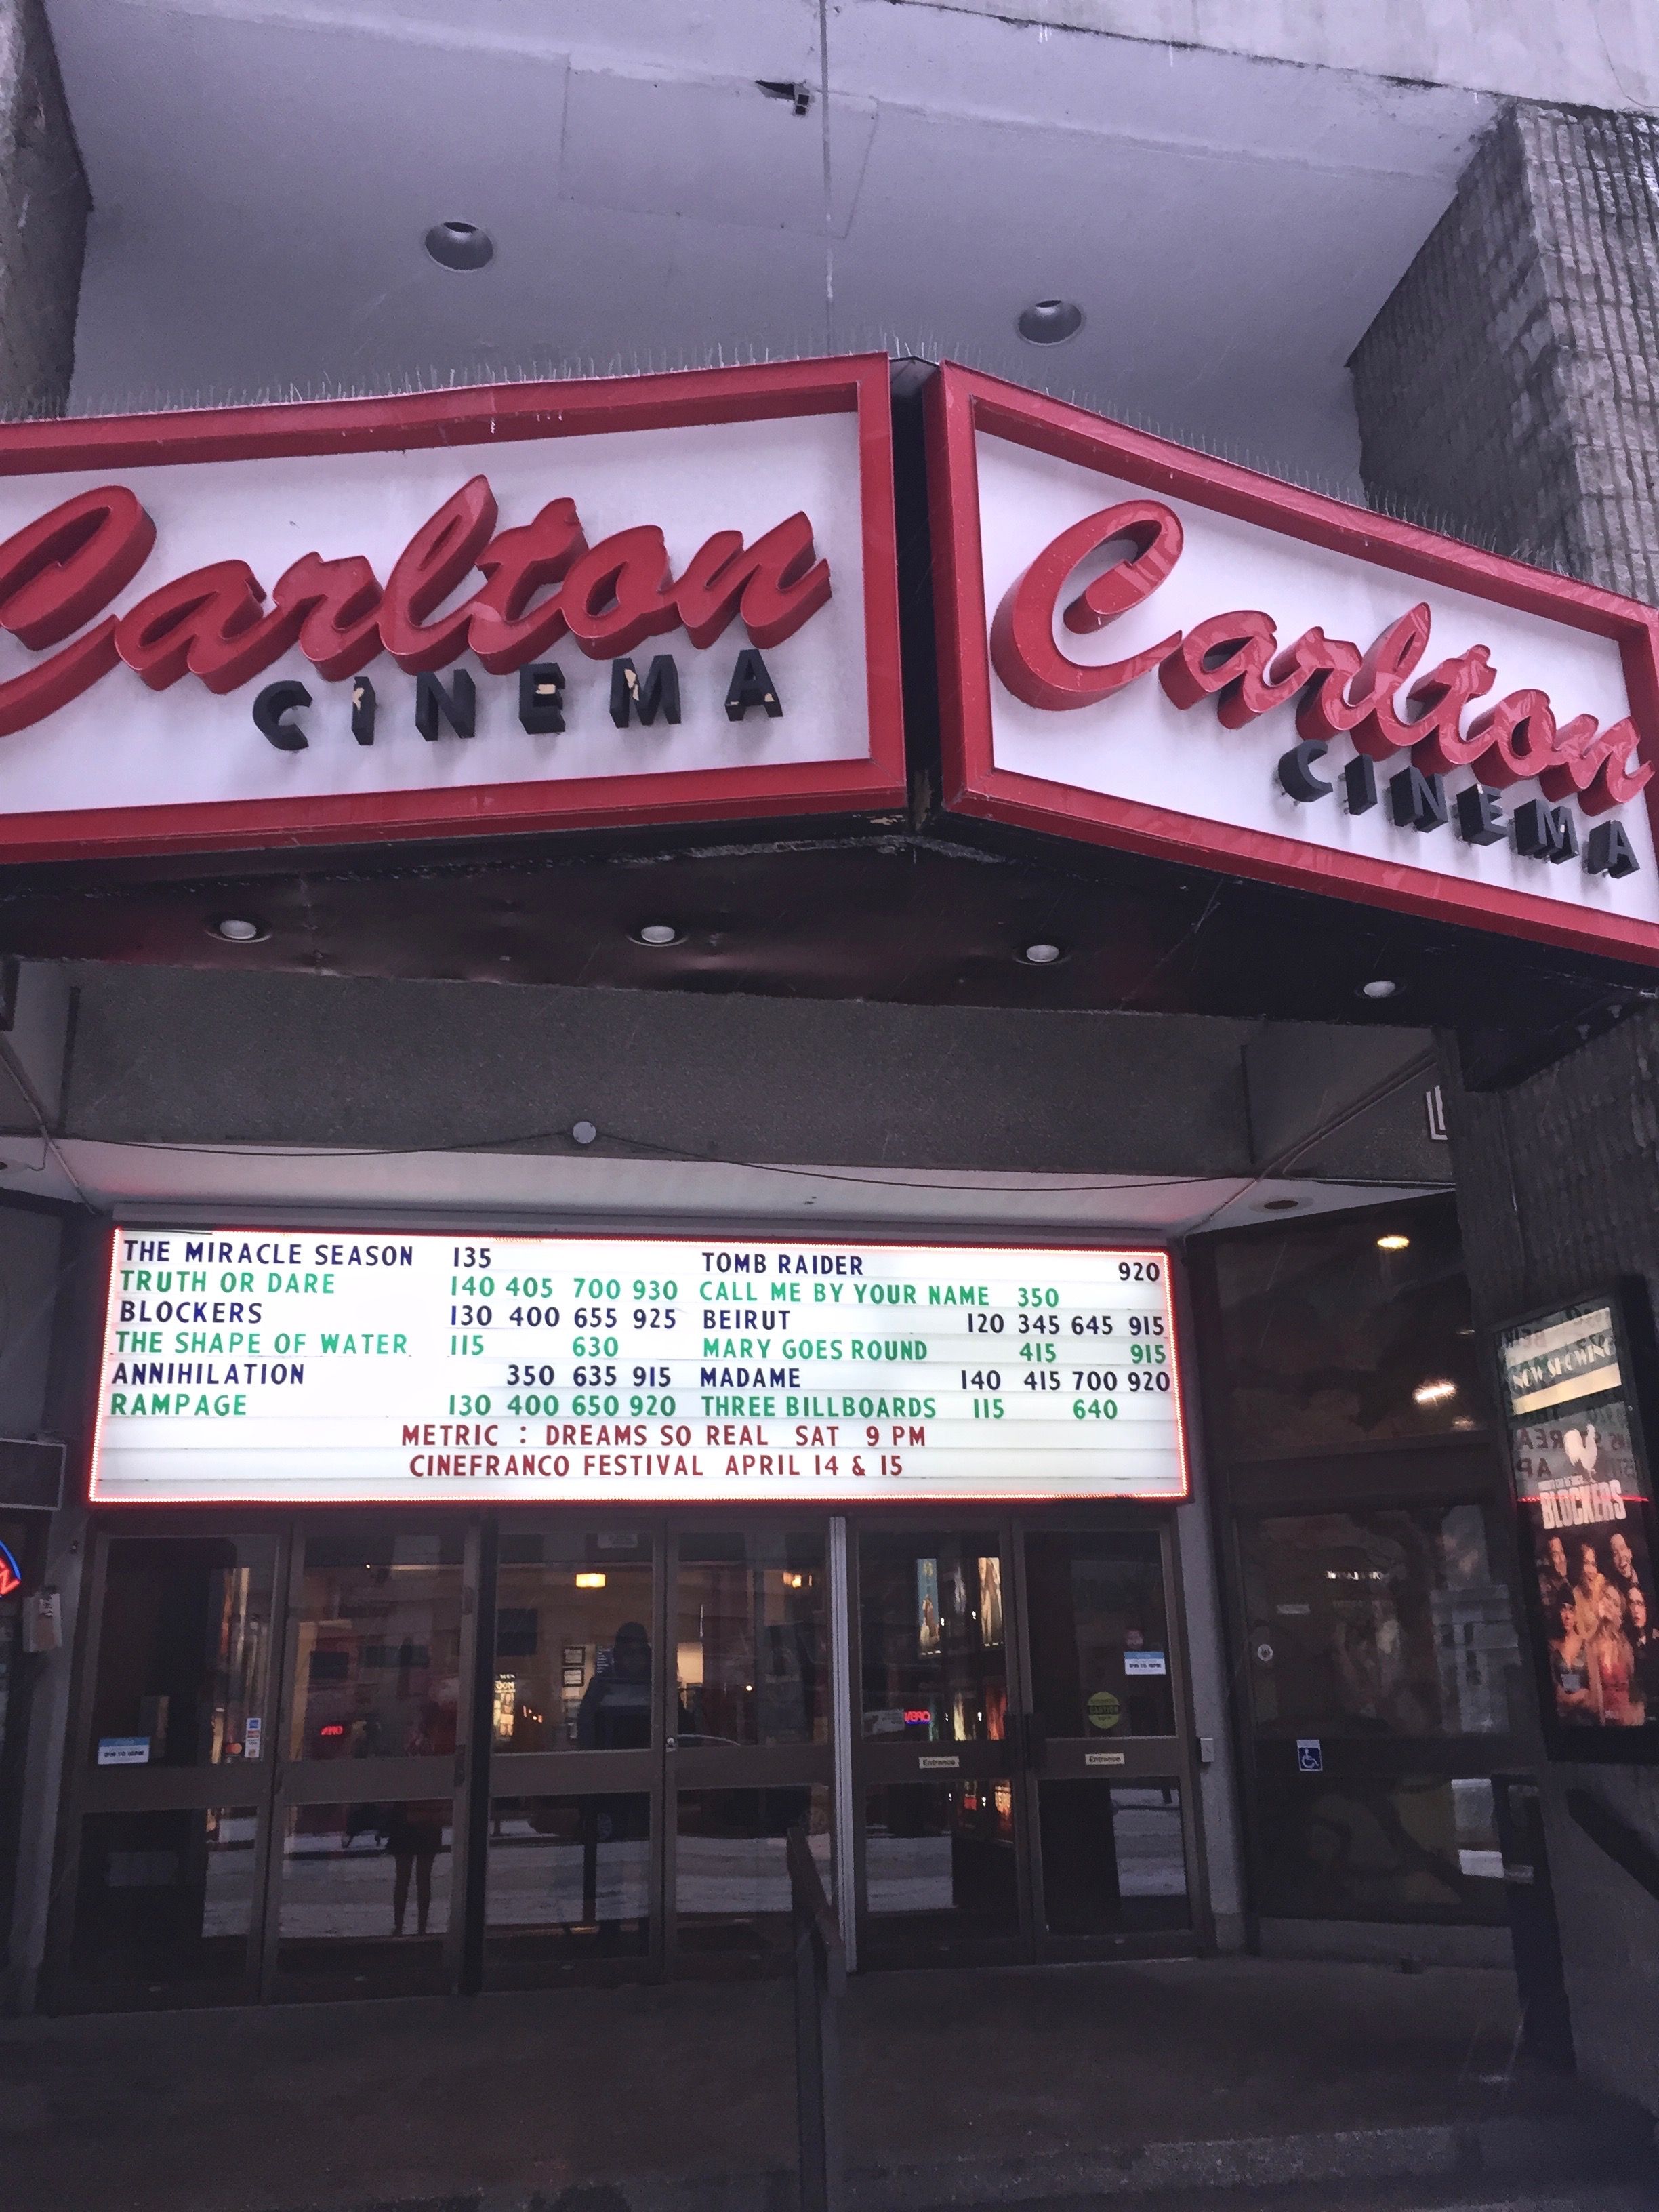 Carlton
CINEMA
Carlton
CINEMA
THE MIRACLE SEASON 135
TRUTH OR DARE 140 405 700 930
BLOCKERS 130 400 655 925
THE SHAPE OF WATER 115 630
ANNIHILATION 350 635 915
RAMPAGE 130 400 650 920
TOMB RAIDER 920
CALL ME BY YOUR NAME 350
BEIRUT 120 345 645 915
MARY GOES ROUND 415 915
MADAME 140 415 700 920
THREE BILLBOARDS 115 640
METRIC : DREAMS SO REAL SAT 9 PM
CINEFRANCO FESTIVAL APRIL 14 & 15
NOW SHOWING
BLOCKERS
OPEN
Entrance
Entrance